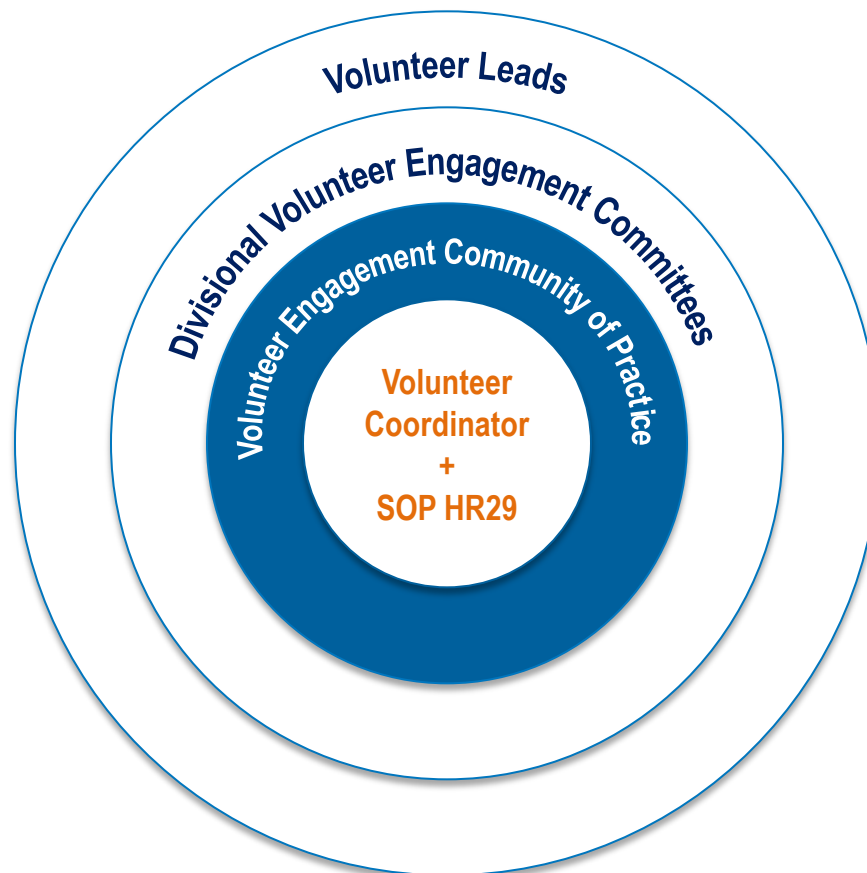 Volunteer Leads
Divisional Volunteer Engagement Committees
Volunteer Engagement Community of Practice
Volunteer
Coordinator
+
SOP HR29